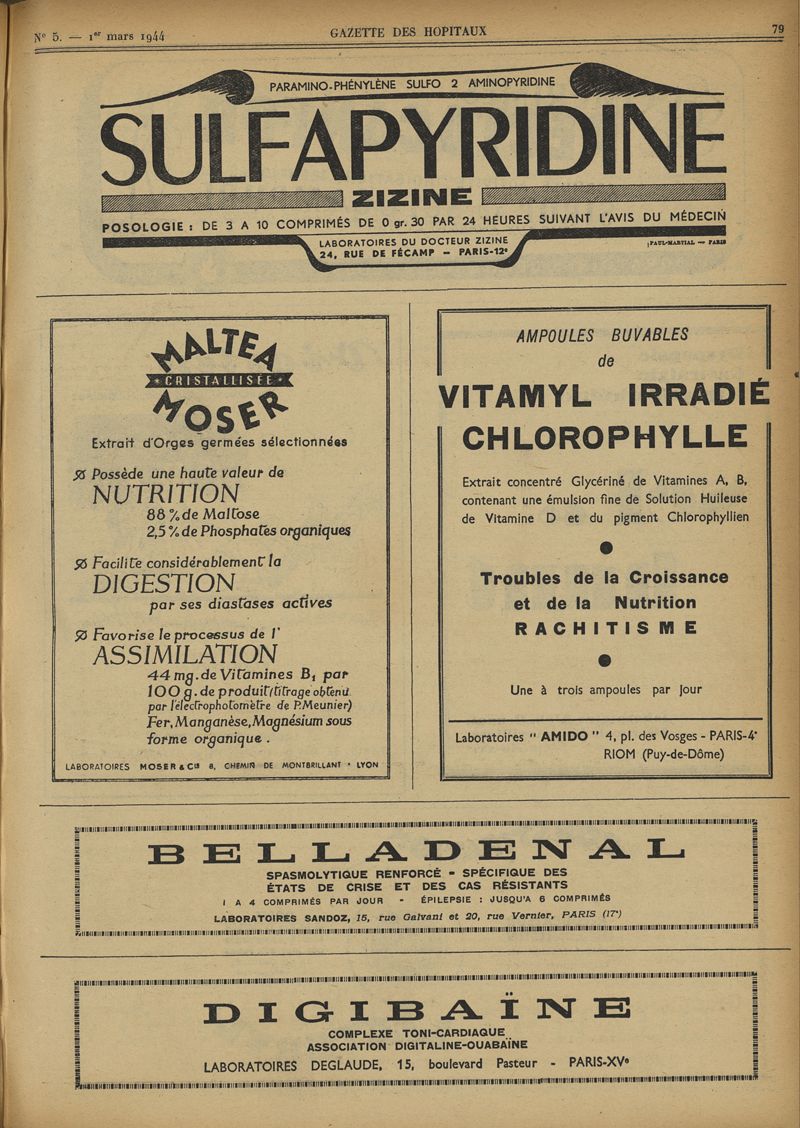 N° 5. — 1er mars 1944
GAZETTE DES HOPITAUX
79
PARAMINO-PHÉNYLÈNE SULFO 2 AMINOPYRIDINE
SULFAPYRIDINE
ZIZINE
POSOLOGIE : DE 3 A 10 COMPRIMÉS DE 0 gr. 30 PAR 24 HEURES SUIVANT L'AVIS DU MÉDECIN
LABORATOIRES DU DOCTEUR ZIZINE
24, RUE DE FÉCAMP — PARIS-12e
PAUL-MARTIAL — PARIS
MALTEA
CRISTALLISÉE
MOSER
Extrait d'Orges germées sélectionnées
Possède une haute valeur de
NUTRITION
88 % de Maltose
2,5 % de Phosphates organiques
Facilite considérablement la
DIGESTION
par ses diastases actives
Favorise le processus de l'
ASSIMILATION
44 mg. de Vitamines B1 par
100 g. de produit (titrage obtenu
par l'électrophotomètre de P. Meunier)
Fer, Manganèse, Magnésium sous
forme organique.
LABORATOIRES MOSER & Cie 8, CHEMIN DE MONTBRILLANT • LYON
AMPOULES BUVABLES
de
VITAMYL IRRADIÉ
CHLOROPHYLLE
Extrait concentré Glycériné de Vitamines A, B,
contenant une émulsion fine de Solution Huileuse
de Vitamine D et du pigment Chlorophyllien
Troubles de la Croissance
et de la Nutrition
RACHITISME
Une à trois ampoules par jour
Laboratoires " AMIDO " 4, pl. des Vosges - PARIS-4e
RIOM (Puy-de-Dôme)
BELLADENAL
SPASMOLYTIQUE RENFORCÉ - SPÉCIFIQUE DES
ÉTATS DE CRISE ET DES CAS RÉSISTANTS
1 A 4 COMPRIMÉS PAR JOUR - ÉPILEPSIE : JUSQU'A 6 COMPRIMÉS
LABORATOIRES SANDOZ, 15, rue Galvani et 20, rue Vernier, PARIS (17e)
DIGIBAÏNE
COMPLEXE TONI-CARDIAQUE
ASSOCIATION DIGITALINE-OUABAÏNE
LABORATOIRES DEGLAUDE, 15, boulevard Pasteur - PARIS-XVe